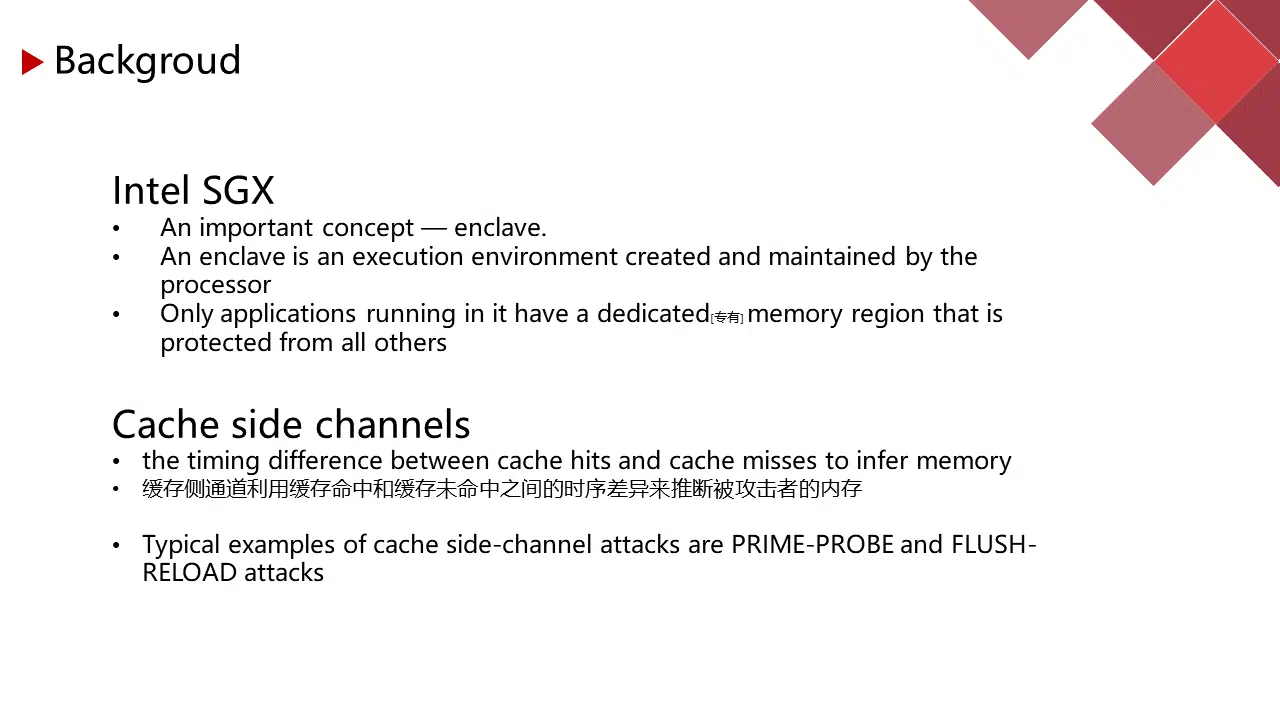 Backgroud
Intel SGX
• An important concept — enclave.
• An enclave is an execution environment created and maintained by the
processor
• Only applications running in it have a dedicated[专有] memory region that is
protected from all others
Cache side channels
• the timing difference between cache hits and cache misses to infer memory
• 缓存侧通道利用缓存命中和缓存未命中之间的时序差异来推断被攻击者的内存
• Typical examples of cache side-channel attacks are PRIME-PROBE and FLUSH-
RELOAD attacks